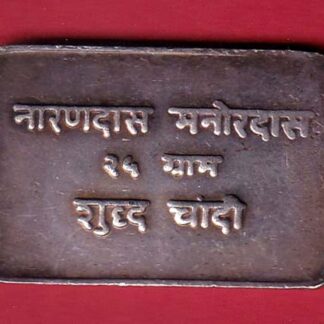 नारणदास मनोरदास
२५ ग्राम
शुद्द चांदी